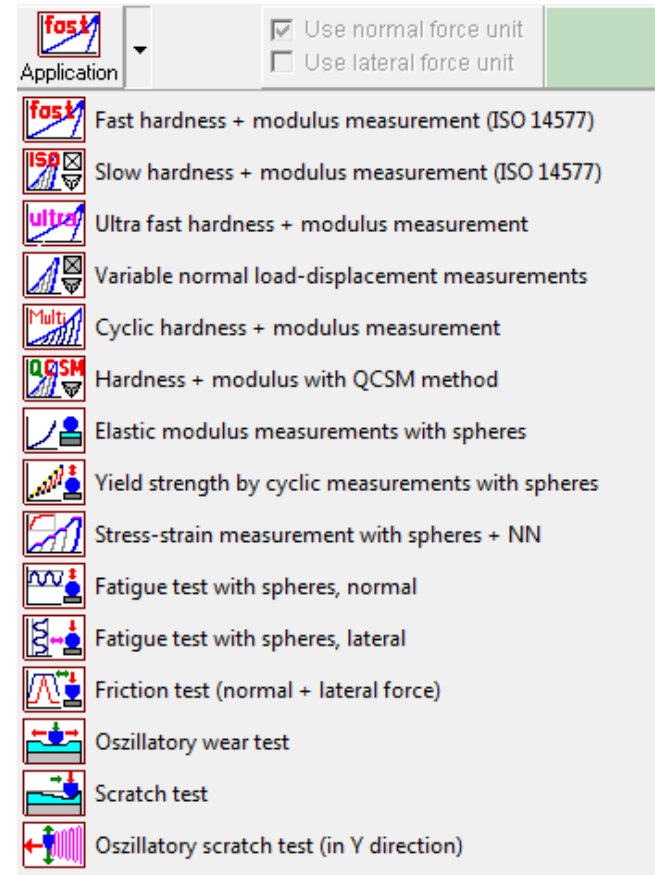 fast
Application
Use normal force unit
Use lateral force unit
fast Fast hardness + modulus measurement (ISO 14577)
ISO Slow hardness + modulus measurement (ISO 14577)
ultra Ultra fast hardness + modulus measurement
Variable normal load-displacement measurements
Multi Cyclic hardness + modulus measurement
QCSM Hardness + modulus with QCSM method
Elastic modulus measurements with spheres
Yield strength by cyclic measurements with spheres
Stress-strain measurement with spheres + NN
Fatigue test with spheres, normal
Fatigue test with spheres, lateral
Friction test (normal + lateral force)
Oszillatory wear test
Scratch test
Oszillatory scratch test (in Y direction)